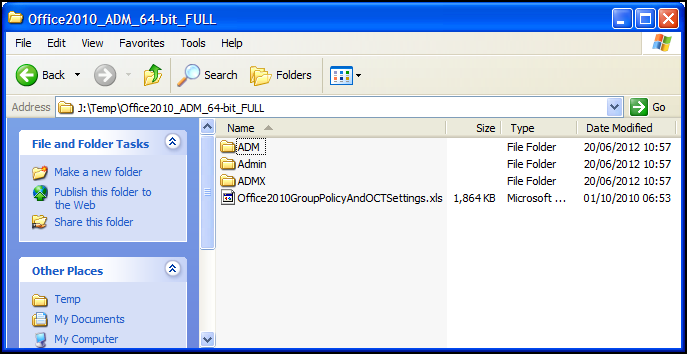 Office2010_ADM_64-bit_FULL
File Edit View Favorites Tools Help
Back Search Folders
Address J:\Temp\Office2010_ADM_64-bit_FULL Go
File and Folder Tasks
Make a new folder
Publish this folder to
the Web
Share this folder
Other Places
Temp
My Documents
My Computer
Name Size Type Date Modified
ADM File Folder 20/06/2012 10:57
Admin File Folder 20/06/2012 10:57
ADMX File Folder 20/06/2012 10:57
Office2010GroupPolicyAndOCTSettings.xls 1,864 KB Microsoft ... 01/10/2010 06:53